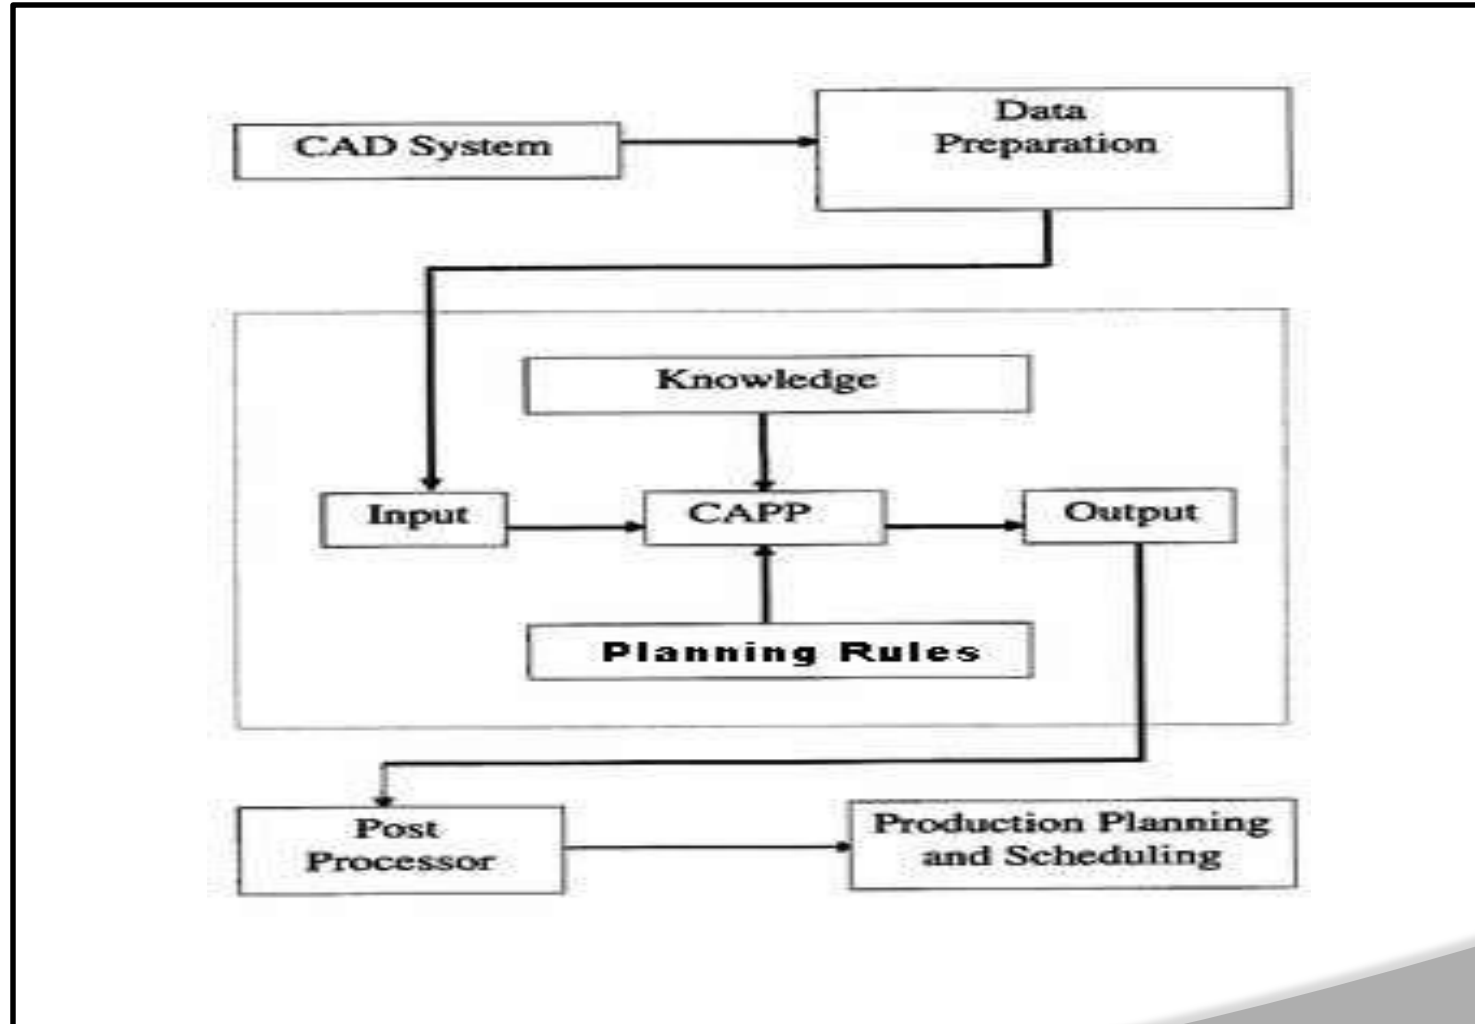 CAD System
Data
Preparation
Knowledge
Input
CAPP
Output
Planning Rules
Post
Processor
Production Planning
and Scheduling